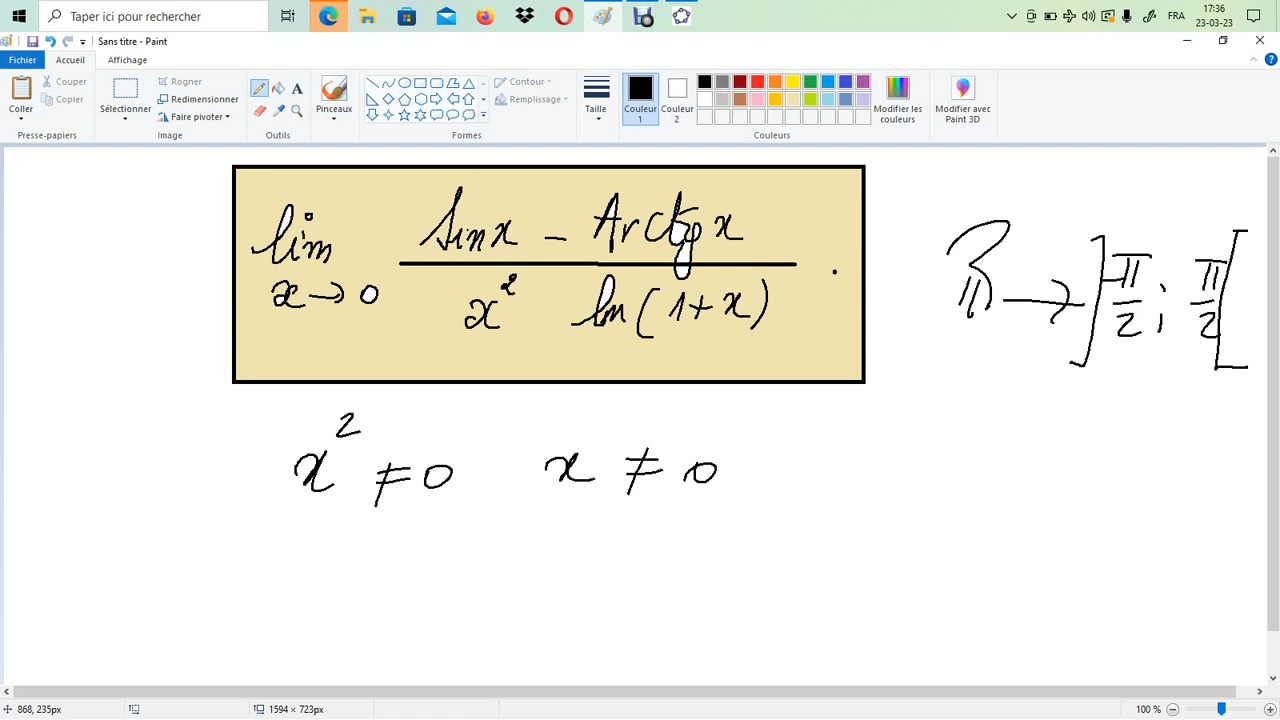 Taper ici pour rechercher
FRA
17:36
23-03-23
Sans titre - Paint
Fichier
Accueil
Affichage
Coller
Couper
Copier
Presse-papiers
Sélectionner
Rogner
Redimensionner
Faire pivoter
Image
A
Outils
Pinceaux
Contour
Remplissage
Formes
Taille
Couleur 1
Couleur 2
Modifier les couleurs
Couleurs
Modifier avec Paint 3D
lim x→0 (sin x - Arctg x) / (x² ln(1+x)) .
ℝ → ]-π/2 ; π/2[
x² ≠ 0 x ≠ 0
868, 235px
1594 × 723px
100 %